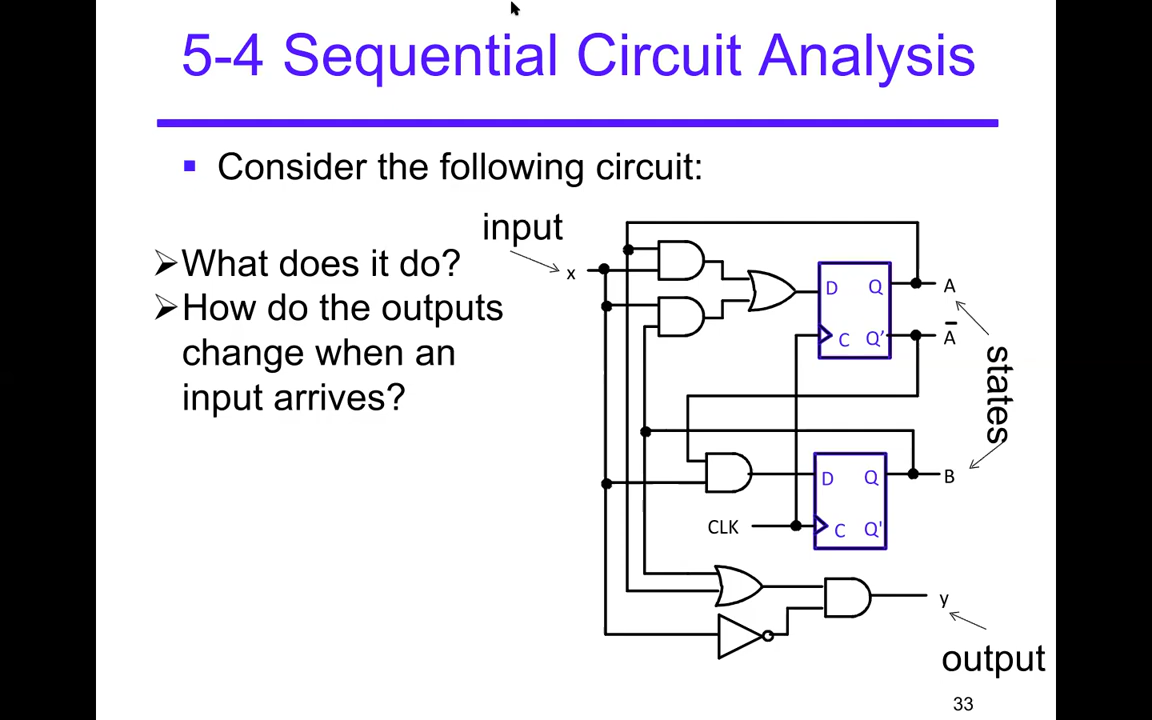 5-4 Sequential Circuit Analysis
Consider the following circuit:
What does it do?
How do the outputs
change when an
input arrives?
input
x
D Q
C Q'
A
A̅
states
D Q
C Q'
B
CLK
y
output
33